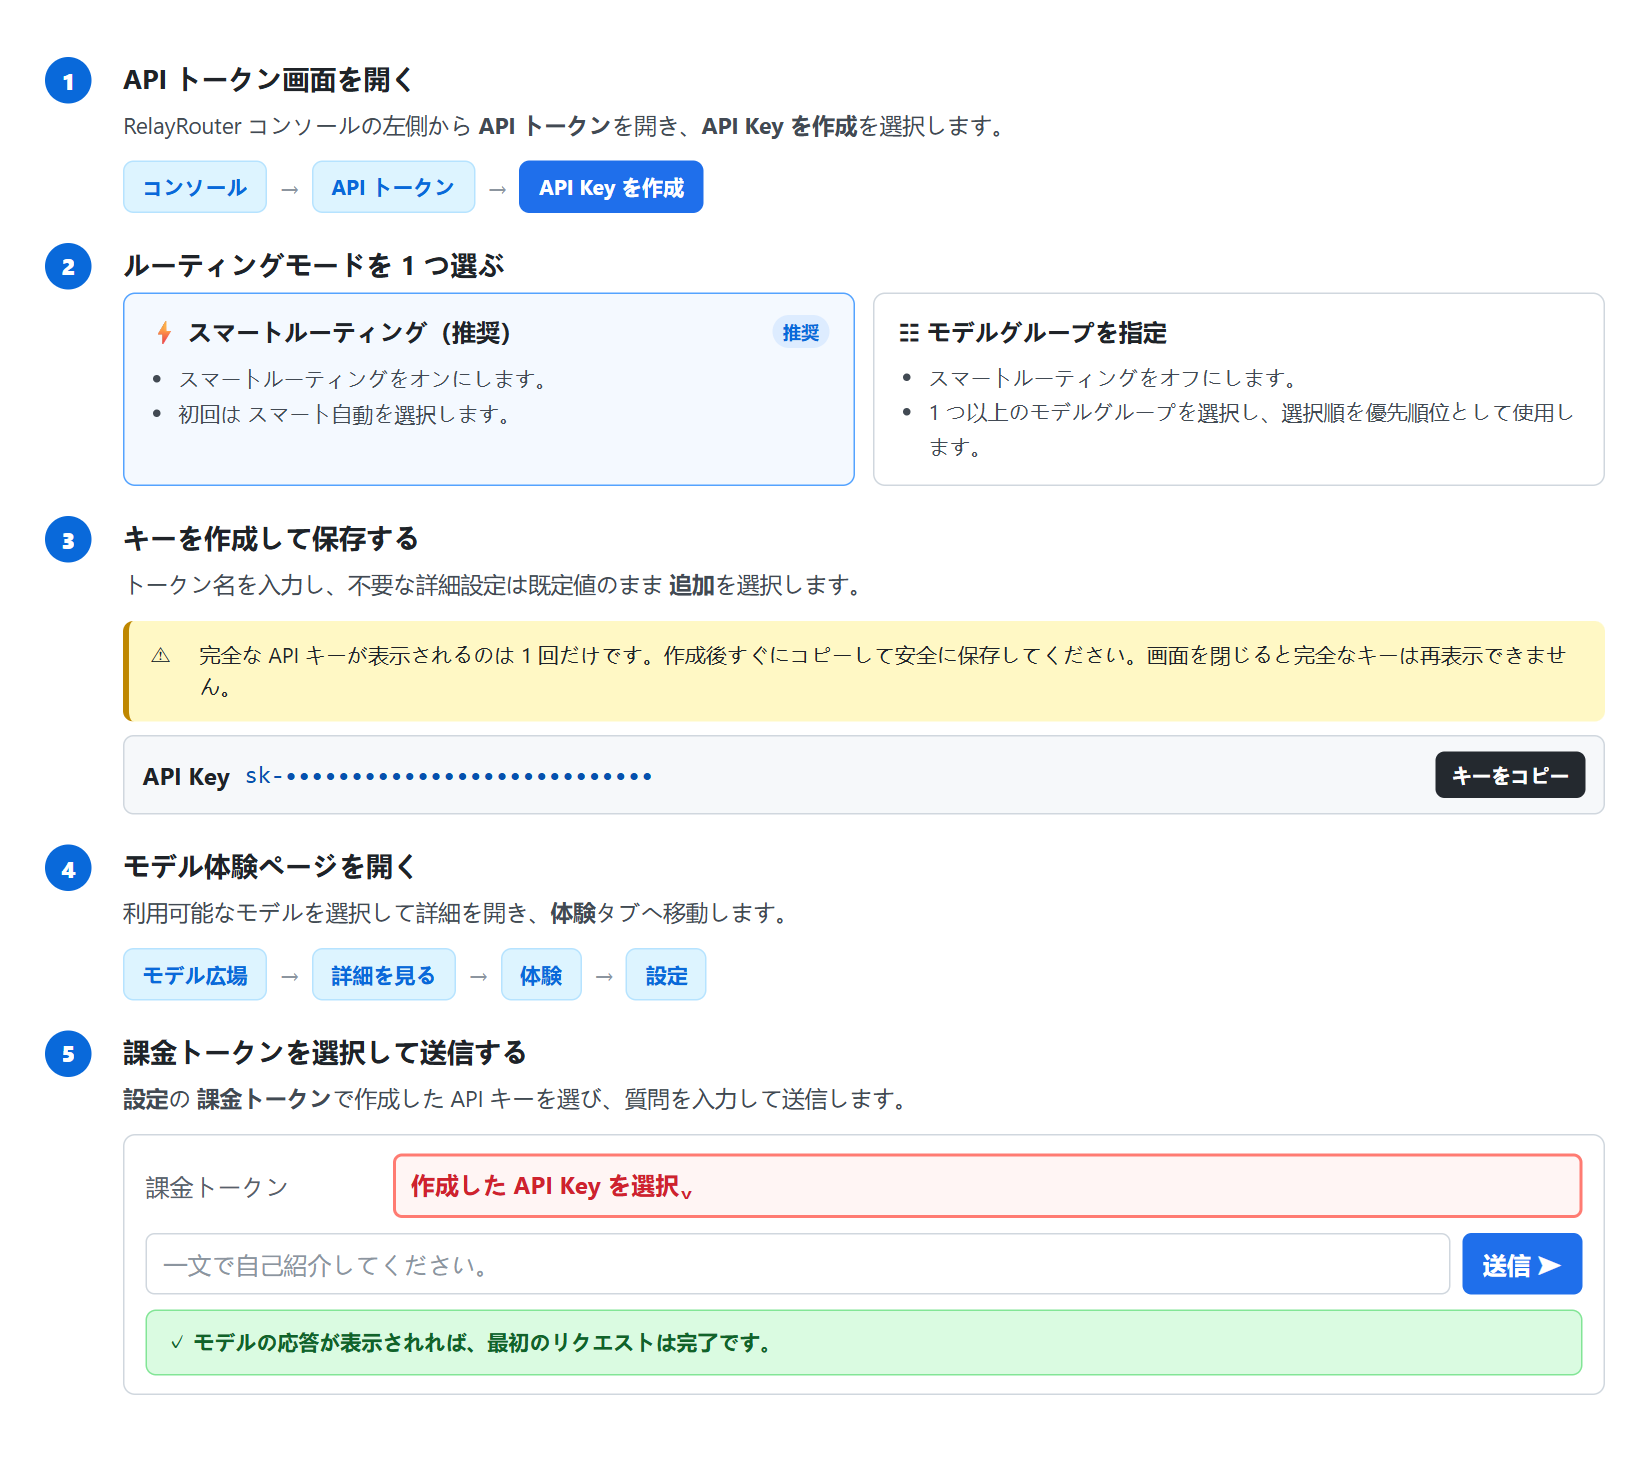 1
API トークン画面を開く
RelayRouter コンソールの左側から API トークンを開き、API Key を作成を選択します。
コンソール → API トークン → API Key を作成
2
ルーティングモードを 1 つ選ぶ
スマートルーティング（推奨） 推奨
• スマートルーティングをオンにします。
• 初回は スマート自動を選択します。
モデルグループを指定
• スマートルーティングをオフにします。
• 1 つ以上のモデルグループを選択し、選択順を優先順位として使用し
ます。
3
キーを作成して保存する
トークン名を入力し、不要な詳細設定は既定値のまま 追加を選択します。
⚠ 完全な API キーが表示されるのは 1 回だけです。作成後すぐにコピーして安全に保存してください。画面を閉じると完全なキーは再表示できませ
ん。
API Key sk-•••••••••••••••••••••••••••• キーをコピー
4
モデル体験ページを開く
利用可能なモデルを選択して詳細を開き、体験タブへ移動します。
モデル広場 → 詳細を見る → 体験 → 設定
5
課金トークンを選択して送信する
設定の 課金トークンで作成した API キーを選び、質問を入力して送信します。
課金トークン 作成した API Key を選択⌄
一文で自己紹介してください。 送信 ➤
✓ モデルの応答が表示されれば、最初のリクエストは完了です。